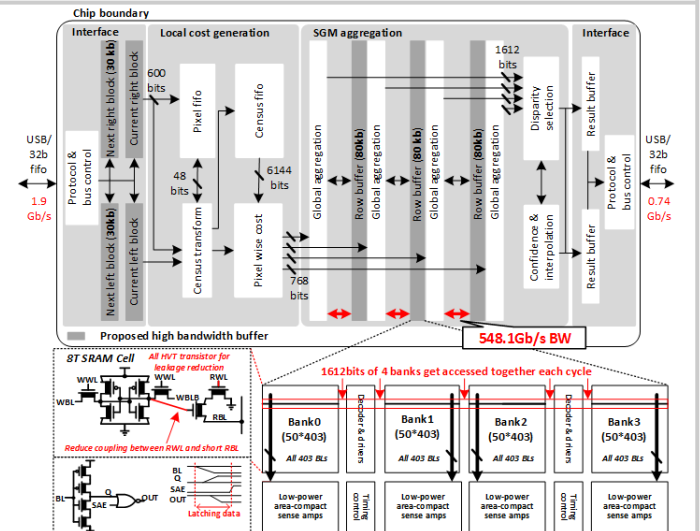 Chip boundary
Interface
Local cost generation
SGM aggregation
Interface
USB/
32b
fifo
1.9
Gb/s
Protocol &
bus control
Next right block (30 kb)
Current right block
Next left block (30kb)
Current left block
600
bits
Pixel fifo
Census fifo
48
bits
6144
bits
Census transform
Pixel wise cost
768
bits
Global aggregation
Row buffer (80kb)
Global aggregation
Row buffer (80 kb)
Global aggregation
Row buffer (80kb)
Global aggregation
1612
bits
Disparity
selection
Confidence &
interpolation
Result buffer
Result buffer
Protocol &
bus control
USB/
32b
fifo
0.74
Gb/s
Proposed high bandwidth buffer
548.1Gb/s BW
8T SRAM Cell
All HVT transistor for
leakage reduction
WWL
WWL
RWL
WBL
WBLB
RBL
Reduce coupling between RWL and short RBL
BL
Q
SAE
OUT
BL
Q
SAE
OUT
Latching data
1612bits of 4 banks get accessed together each cycle
Bank0
(50*403)
All 403 BLs
Decoder & drivers
Bank1
(50*403)
All 403 BLs
Bank2
(50*403)
All 403 BLs
Decoder & drivers
Bank3
(50*403)
All 403 BLs
Low-power
area-compact
sense amps
Timing
control
Low-power
area-compact
sense amps
Low-power
area-compact
sense amps
Timing
control
Low-power
area-compact
sense amps